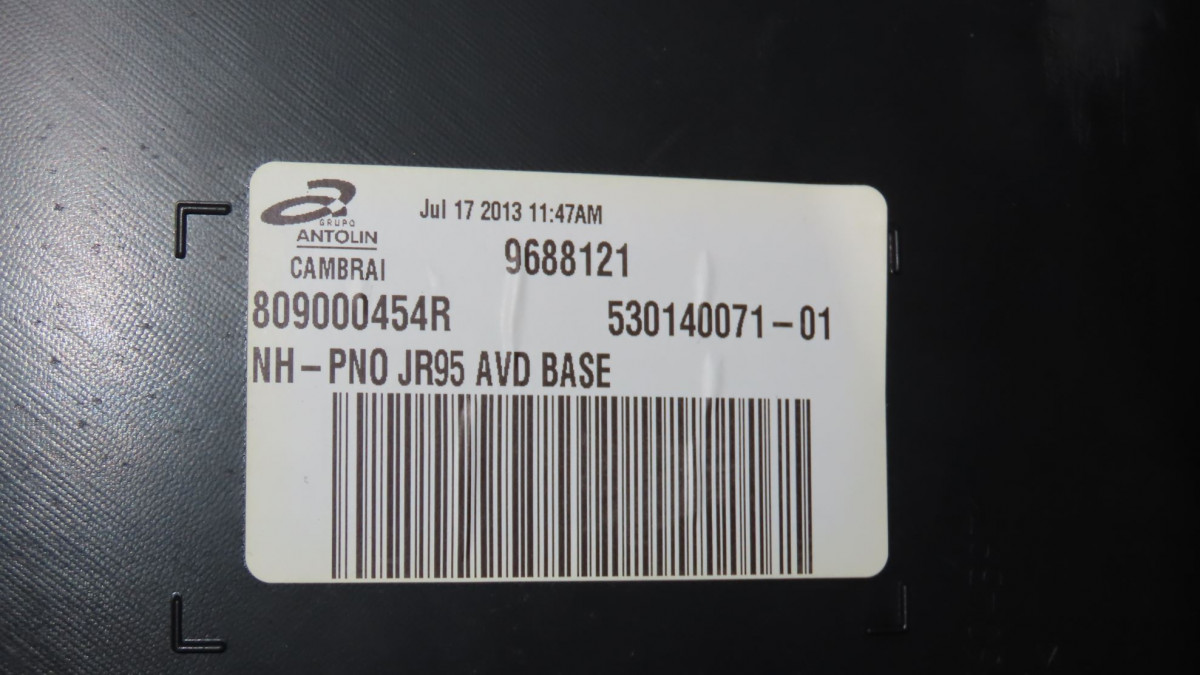 GRUPO
ANTOLIN
CAMBRAI
Jul 17 2013 11:47AM
9688121
809000454R 530140071-01
NH-PNO JR95 AVD BASE